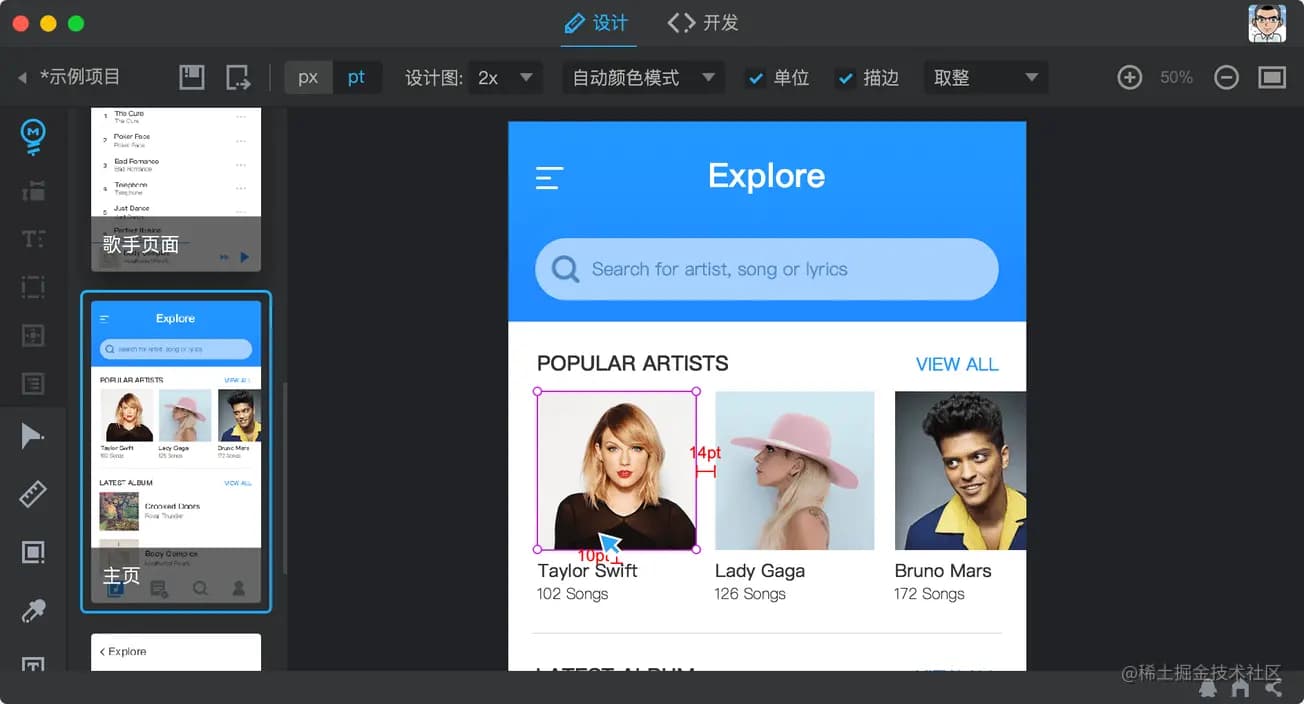 设计
开发
*示例项目
px
pt
设计图:
2x
自动颜色模式
单位
描边
取整
50%
1 The Cure
The Cure
2 Poker Face
Poker Face
3 Bad Romance
Bad Romance
4 Telephone
Telephone
5 Just Dance
Just Dance
歌手页面
Explore
Search for artist, song or lyrics
POPULAR ARTISTS
VIEW ALL
Taylor Swift
Lady Gaga
Bruno Mars
102 Songs
126 Songs
172 Songs
LATEST ALBUM
VIEW ALL
Crooked Doors
Royal Thunder
Body Complex
主页
Explore
Explore
Search for artist, song or lyrics
POPULAR ARTISTS
VIEW ALL
14pt
Taylor Swift
Lady Gaga
Bruno Mars
102 Songs
126 Songs
172 Songs
LATEST ALBUM
VIEW ALL
@稀土掘金技术社区